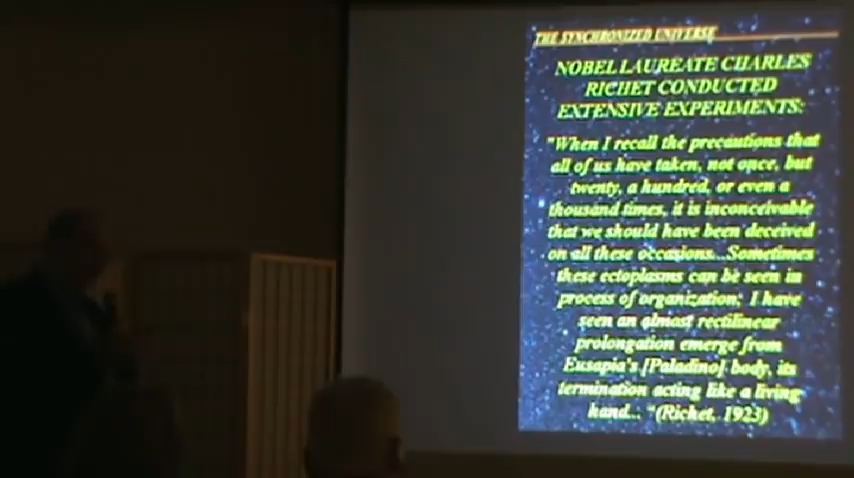 THE SYNCHRONIZED UNIVERSE
NOBEL LAUREATE CHARLES
RICHET CONDUCTED
EXTENSIVE EXPERIMENTS:
"When I recall the precautions that
all of us have taken, not once, but
twenty, a hundred, or even a
thousand times, it is inconceivable
that we should have been deceived
on all these occasions...Sometimes
these ectoplasms can be seen in
process of organization; I have
seen an almost rectilinear
prolongation emerge from
Eusapia's [Paladino] body, its
termination acting like a living
hand... "(Richet, 1923)